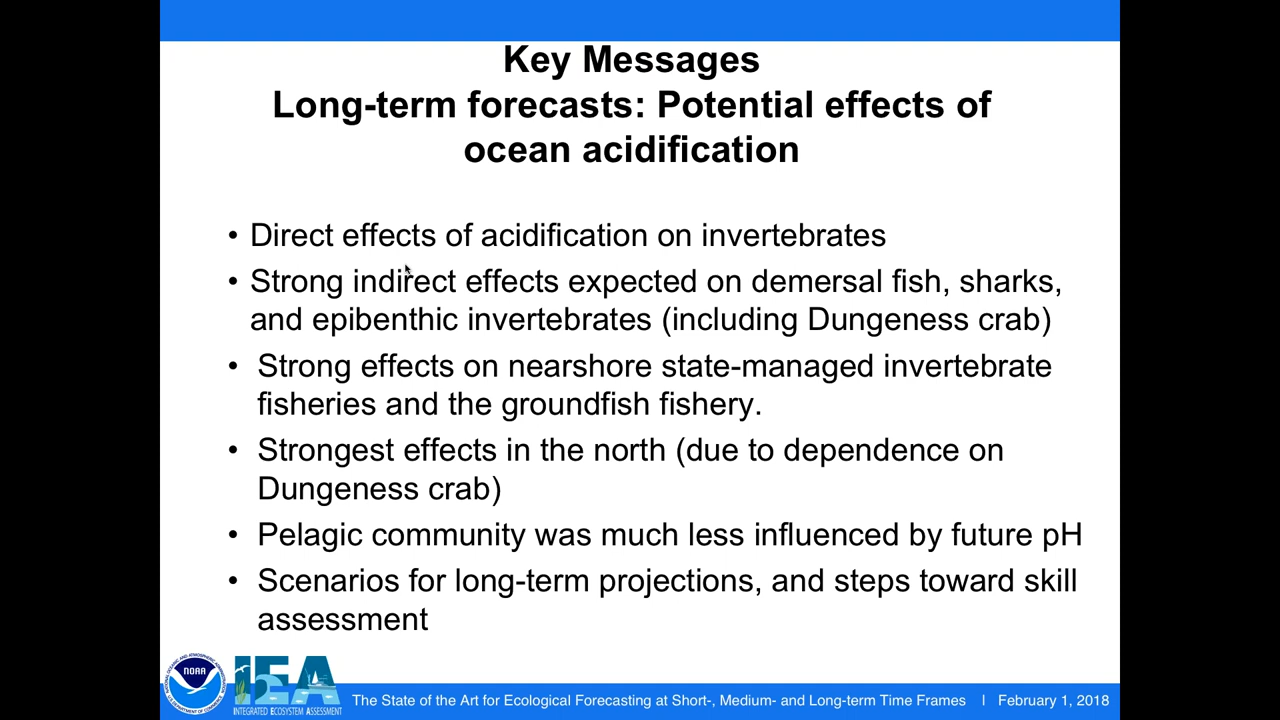 Key Messages
Long-term forecasts: Potential effects of
ocean acidification
• Direct effects of acidification on invertebrates
• Strong indirect effects expected on demersal fish, sharks,
and epibenthic invertebrates (including Dungeness crab)
• Strong effects on nearshore state-managed invertebrate
fisheries and the groundfish fishery.
• Strongest effects in the north (due to dependence on
Dungeness crab)
• Pelagic community was much less influenced by future pH
• Scenarios for long-term projections, and steps toward skill
assessment
NOAA
IEA
INTEGRATED ECOSYSTEM ASSESSMENT
The State of the Art for Ecological Forecasting at Short-, Medium- and Long-term Time Frames | February 1, 2018